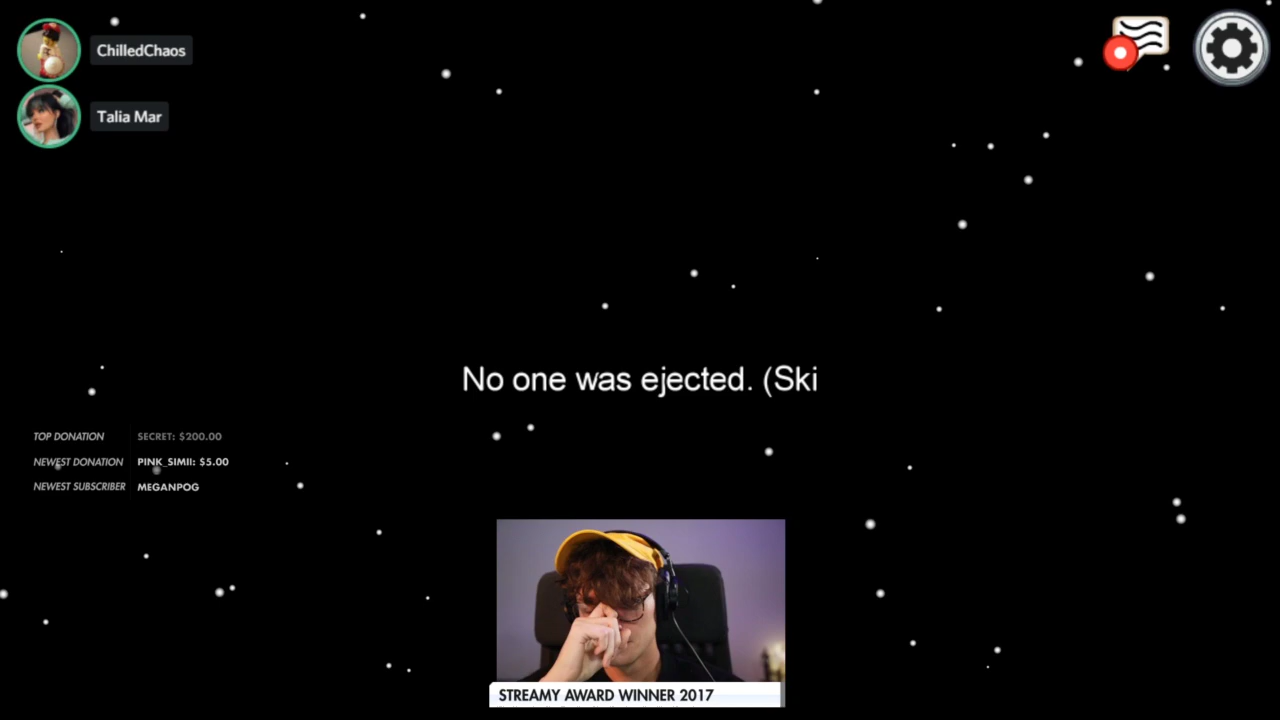 ChilledChaos
Talia Mar
No one was ejected. (Ski
TOP DONATION SECRET: $200.00
NEWEST DONATION PINK_SIMII: $5.00
NEWEST SUBSCRIBER MEGANPOG
STREAMY AWARD WINNER 2017